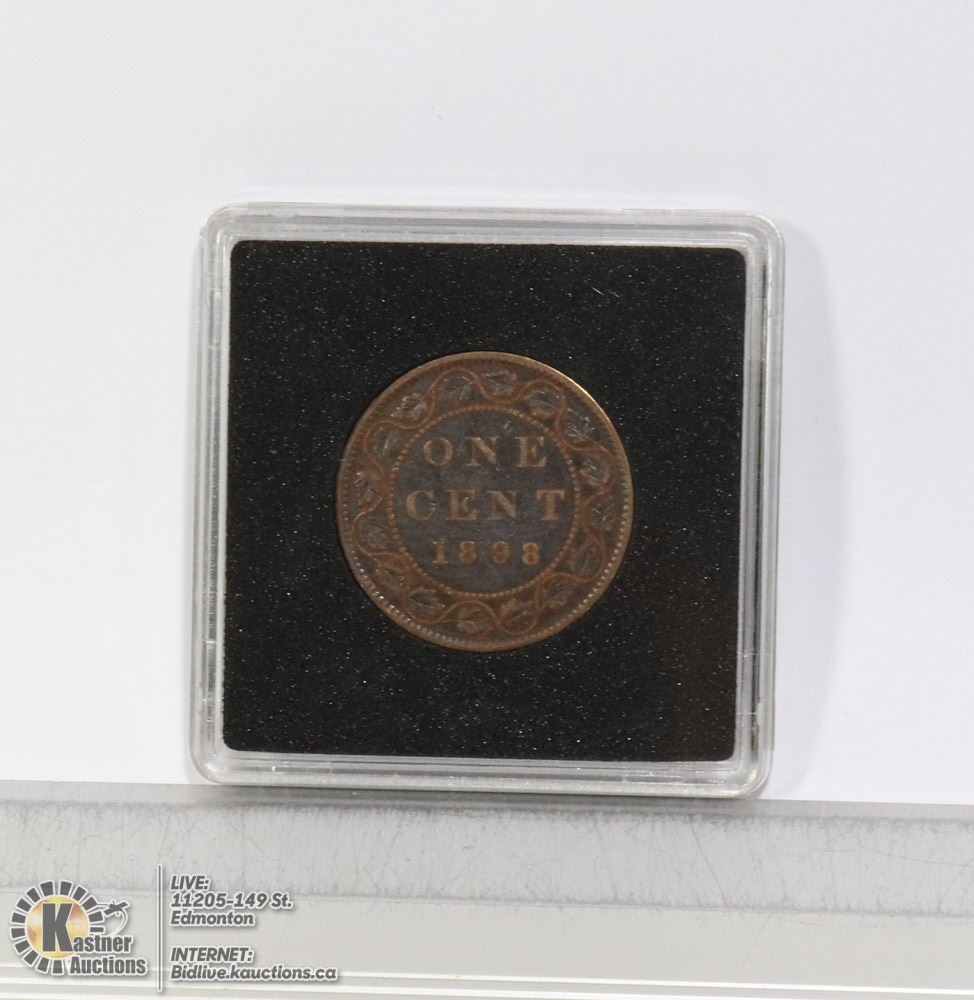 ONE
CENT
1898
Kastner
Auctions
LIVE:
11205-149 St.
Edmonton
INTERNET:
Bidlive.kauctions.ca